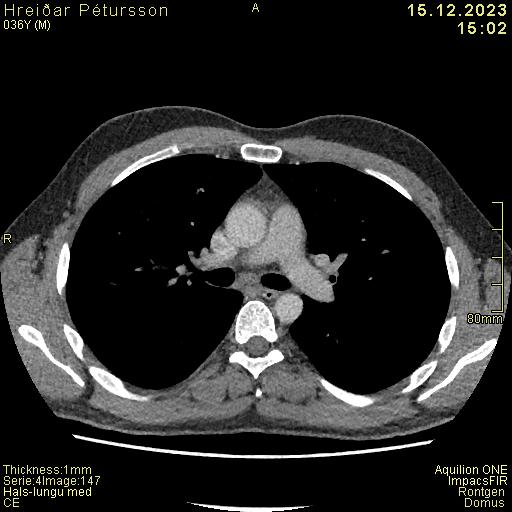 Hreiðar Pétursson
036Y (M)
A
15.12.2023
15:02
R
80mm
Thickness:1mm
Serie:4Image:147
Hals-lungu med
CE
Aquilion ONE
ImpacsFIR
Rontgen
Domus